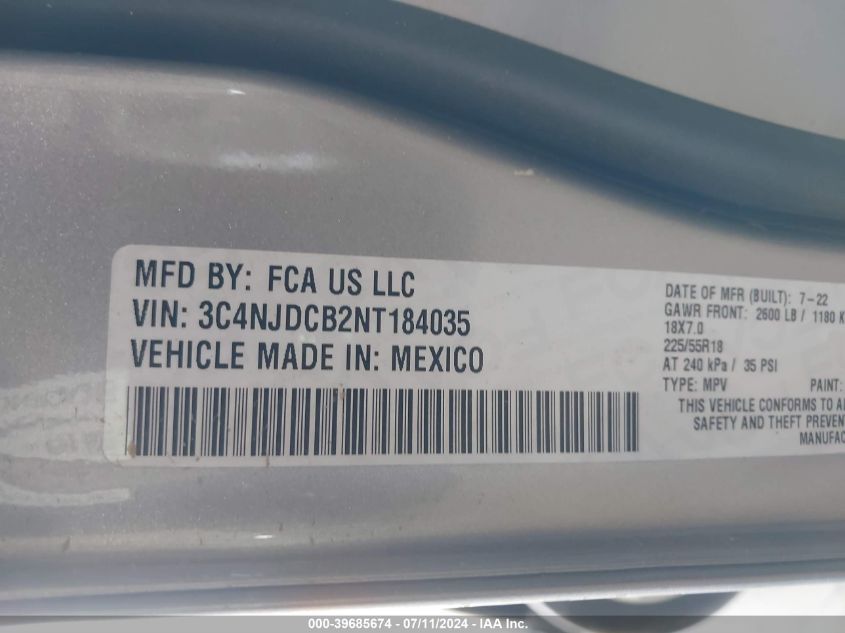 MFD BY: FCA US LLC
VIN: 3C4NJDCB2NT184035
VEHICLE MADE IN: MEXICO
DATE OF MFR (BUILT): 7-22
GAWR FRONT: 2600 LB / 1180 K
18X7.0
225/55R18
AT 240 kPa / 35 PSI
TYPE: MPV PAINT:
THIS VEHICLE CONFORMS TO AL
SAFETY AND THEFT PREVENT
MANUFAC
000-39685674 - 07/11/2024 - IAA Inc.